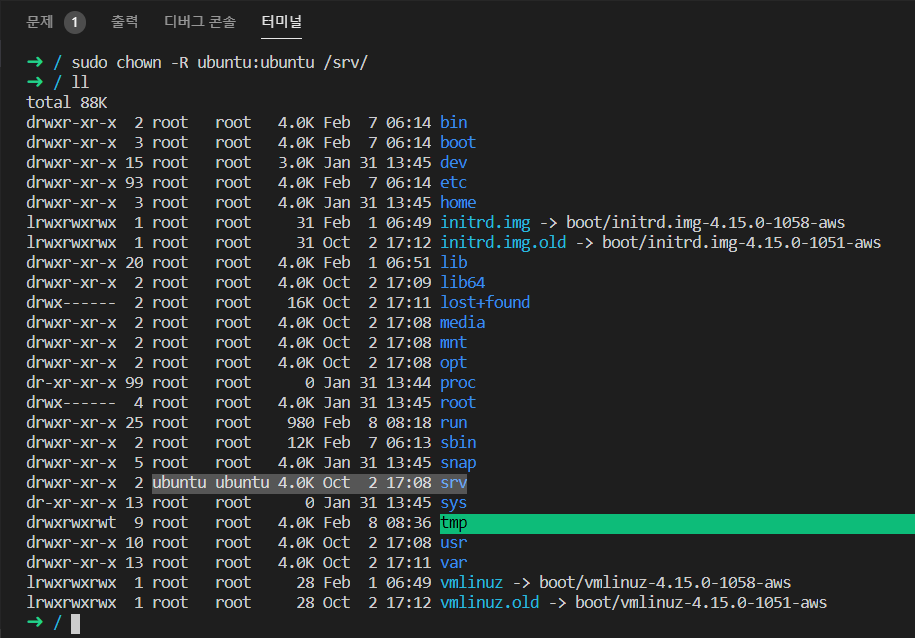 문제 1 출력 디버그 콘솔 터미널
➜ / sudo chown -R ubuntu:ubuntu /srv/
➜ / ll
total 88K
drwxr-xr-x 2 root root 4.0K Feb 7 06:14 bin
drwxr-xr-x 3 root root 4.0K Feb 7 06:14 boot
drwxr-xr-x 15 root root 3.0K Jan 31 13:45 dev
drwxr-xr-x 93 root root 4.0K Feb 7 06:14 etc
drwxr-xr-x 3 root root 4.0K Jan 31 13:45 home
lrwxrwxrwx 1 root root 31 Feb 1 06:49 initrd.img -> boot/initrd.img-4.15.0-1058-aws
lrwxrwxrwx 1 root root 31 Oct 2 17:12 initrd.img.old -> boot/initrd.img-4.15.0-1051-aws
drwxr-xr-x 20 root root 4.0K Feb 1 06:51 lib
drwxr-xr-x 2 root root 4.0K Oct 2 17:09 lib64
drwx------ 2 root root 16K Oct 2 17:11 lost+found
drwxr-xr-x 2 root root 4.0K Oct 2 17:08 media
drwxr-xr-x 2 root root 4.0K Oct 2 17:08 mnt
drwxr-xr-x 2 root root 4.0K Oct 2 17:08 opt
dr-xr-xr-x 99 root root 0 Jan 31 13:44 proc
drwx------ 4 root root 4.0K Jan 31 13:45 root
drwxr-xr-x 25 root root 980 Feb 8 08:18 run
drwxr-xr-x 2 root root 12K Feb 7 06:13 sbin
drwxr-xr-x 5 root root 4.0K Jan 31 13:45 snap
drwxr-xr-x 2 ubuntu ubuntu 4.0K Oct 2 17:08 srv
dr-xr-xr-x 13 root root 0 Jan 31 13:45 sys
drwxrwxrwt 9 root root 4.0K Feb 8 08:36 tmp
drwxr-xr-x 10 root root 4.0K Oct 2 17:08 usr
drwxr-xr-x 13 root root 4.0K Oct 2 17:11 var
lrwxrwxrwx 1 root root 28 Feb 1 06:49 vmlinuz -> boot/vmlinuz-4.15.0-1058-aws
lrwxrwxrwx 1 root root 28 Oct 2 17:12 vmlinuz.old -> boot/vmlinuz-4.15.0-1051-aws
➜ /